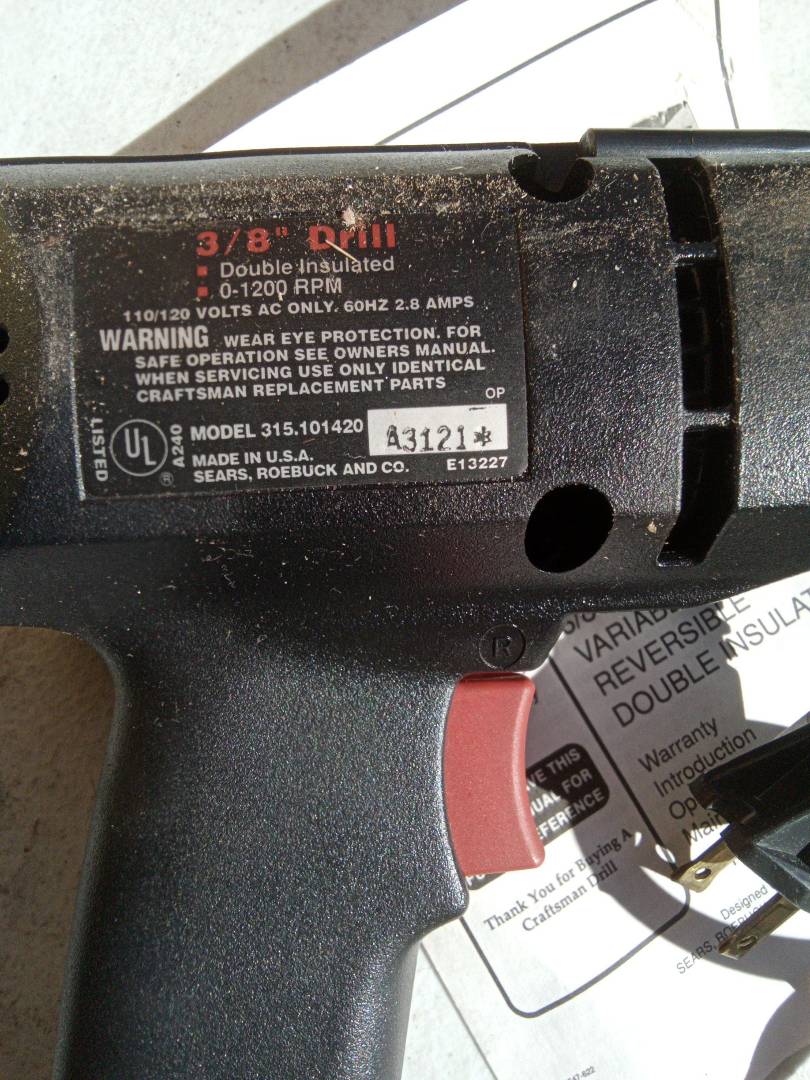 3/8" Drill
Double Insulated
0-1200 RPM
110/120 VOLTS AC ONLY. 60HZ 2.8 AMPS
WARNING WEAR EYE PROTECTION. FOR
SAFE OPERATION SEE OWNERS MANUAL.
WHEN SERVICING USE ONLY IDENTICAL
CRAFTSMAN REPLACEMENT PARTS
OP
LISTED
UL
®
A240
MODEL 315.101420
A3121*
MADE IN U.S.A.
SEARS, ROEBUCK AND CO.
E13227
R
REVERSIBLE
DOUBLE
Warranty
Introduction
THIS
FOR
Thank You for Buying A
Craftsman Drill
Designed
SEARS,